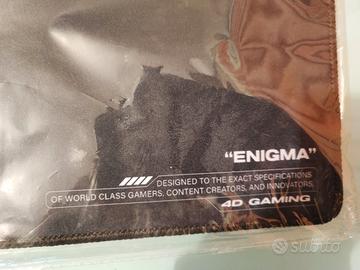 “ENIGMA”
DESIGNED TO THE EXACT SPECIFICATIONS
OF WORLD CLASS GAMERS, CONTENT CREATORS, AND INNOVATORS.
4D GAMING
subito